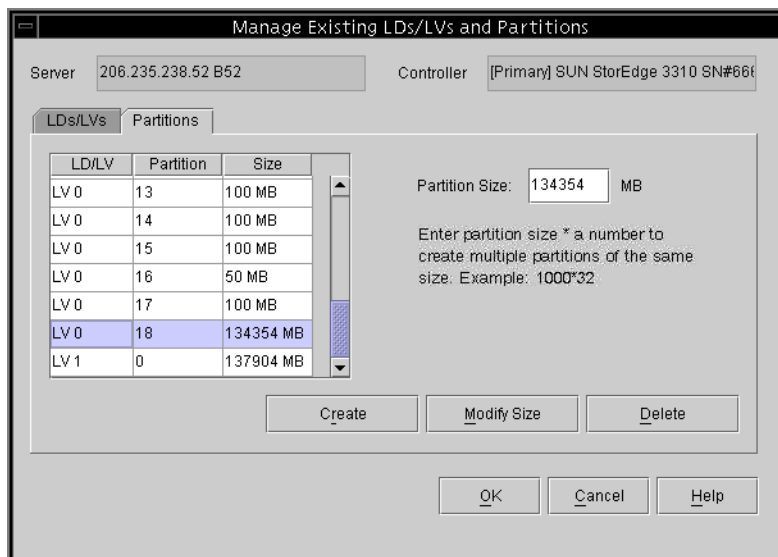 Manage Existing LDs/LVs and Partitions
Server 206.235.238.52 B52 Controller [Primary] SUN StorEdge 3310 SN#666
LDs/LVs Partitions
LD/LV Partition Size
LV 0 13 100 MB
LV 0 14 100 MB
LV 0 15 100 MB
LV 0 16 50 MB
LV 0 17 100 MB
LV 0 18 134354 MB
LV 1 0 137904 MB
Partition Size: 134354 MB
Enter partition size * a number to
create multiple partitions of the same
size. Example: 1000*32
Create Modify Size Delete
OK Cancel Help